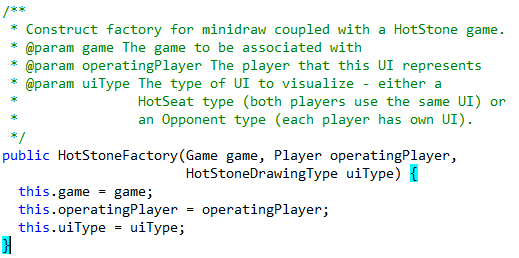 /**
 * Construct factory for minidraw coupled with a HotStone game.
 * @param game The game to be associated with
 * @param operatingPlayer The player that this UI represents
 * @param uiType The type of UI to visualize - either a
 *               HotSeat type (both players use the same UI) or
 *               an Opponent type (each player has own UI).
 */
public HotStoneFactory(Game game, Player operatingPlayer,
                       HotStoneDrawingType uiType) {
  this.game = game;
  this.operatingPlayer = operatingPlayer;
  this.uiType = uiType;
}